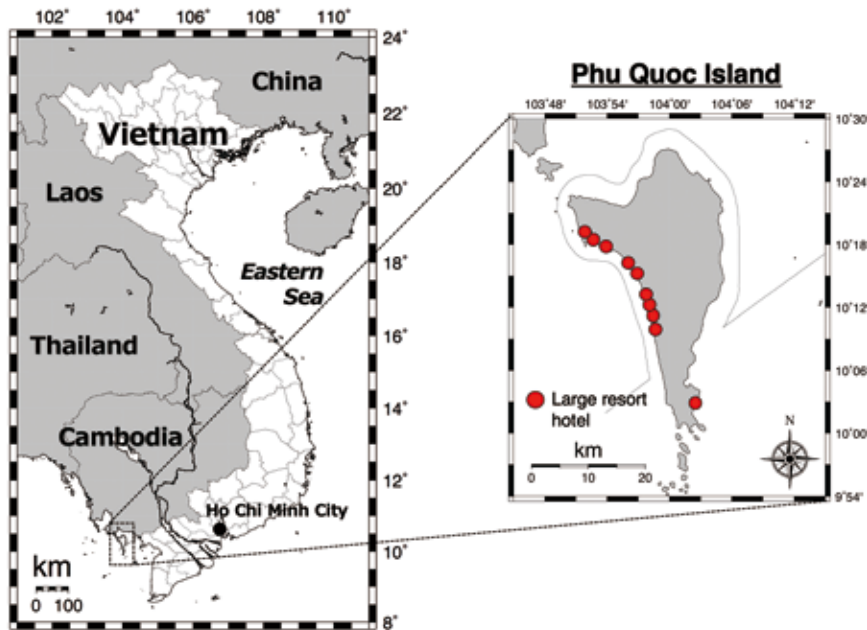 102° 104° 106° 108° 110°
24°
22°
20°
18°
16°
14°
12°
10°
8°
China
Vietnam
Laos
Eastern
Sea
Thailand
Cambodia
Ho Chi Minh City
km
0 100
Phu Quoc Island
103°48' 103°54' 104°00' 104°06' 104°12'
10°30'
10°24'
10°18'
10°12'
10°06'
10°00'
9°54'
Large resort
hotel
km
0 10 20
N